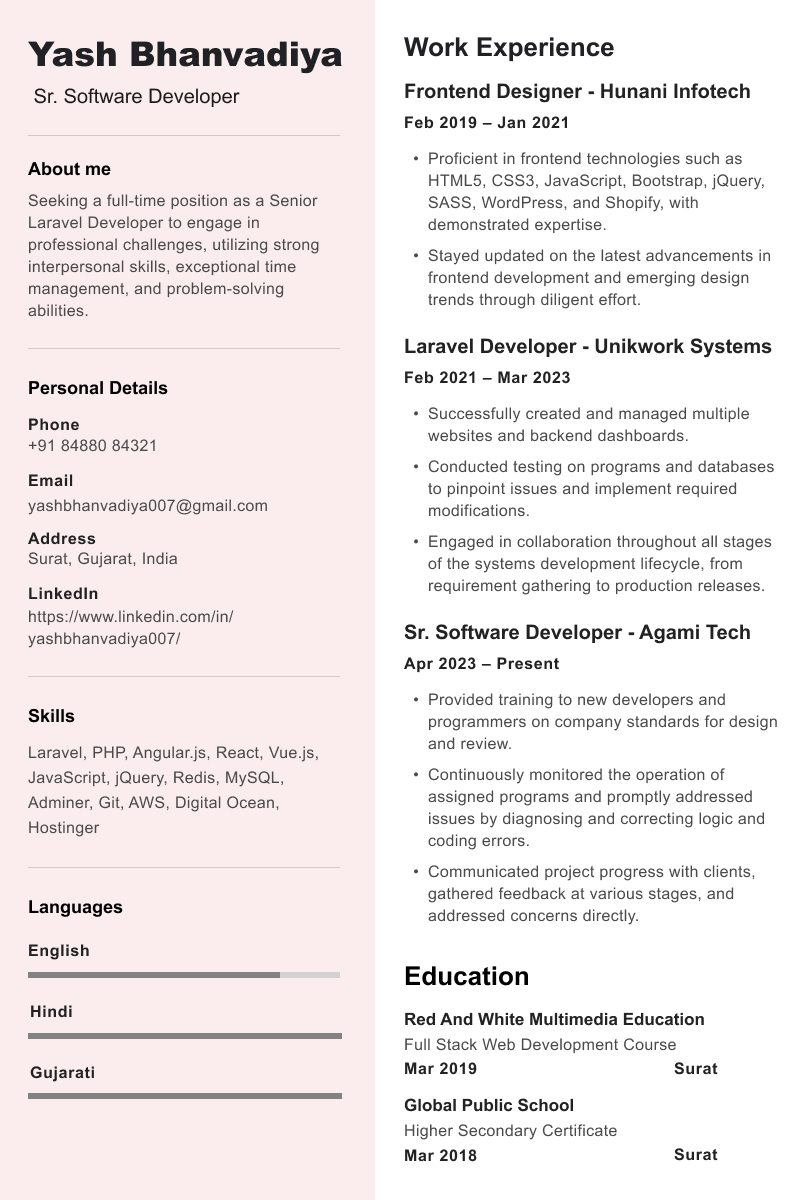 Yash Bhanvadiya
Sr. Software Developer
About me
Seeking a full-time position as a Senior
Laravel Developer to engage in
professional challenges, utilizing strong
interpersonal skills, exceptional time
management, and problem-solving
abilities.
Personal Details
Phone
+91 84880 84321
Email
yashbhanvadiya007@gmail.com
Address
Surat, Gujarat, India
LinkedIn
https://www.linkedin.com/in/
yashbhanvadiya007/
Skills
Laravel, PHP, Angular.js, React, Vue.js,
JavaScript, jQuery, Redis, MySQL,
Adminer, Git, AWS, Digital Ocean,
Hostinger
Languages
English
Hindi
Gujarati
Work Experience
Frontend Designer - Hunani Infotech
Feb 2019 – Jan 2021
• Proficient in frontend technologies such as
HTML5, CSS3, JavaScript, Bootstrap, jQuery,
SASS, WordPress, and Shopify, with
demonstrated expertise.
• Stayed updated on the latest advancements in
frontend development and emerging design
trends through diligent effort.
Laravel Developer - Unikwork Systems
Feb 2021 – Mar 2023
• Successfully created and managed multiple
websites and backend dashboards.
• Conducted testing on programs and databases
to pinpoint issues and implement required
modifications.
• Engaged in collaboration throughout all stages
of the systems development lifecycle, from
requirement gathering to production releases.
Sr. Software Developer - Agami Tech
Apr 2023 – Present
• Provided training to new developers and
programmers on company standards for design
and review.
• Continuously monitored the operation of
assigned programs and promptly addressed
issues by diagnosing and correcting logic and
coding errors.
• Communicated project progress with clients,
gathered feedback at various stages, and
addressed concerns directly.
Education
Red And White Multimedia Education
Full Stack Web Development Course
Mar 2019 Surat
Global Public School
Higher Secondary Certificate
Mar 2018 Surat